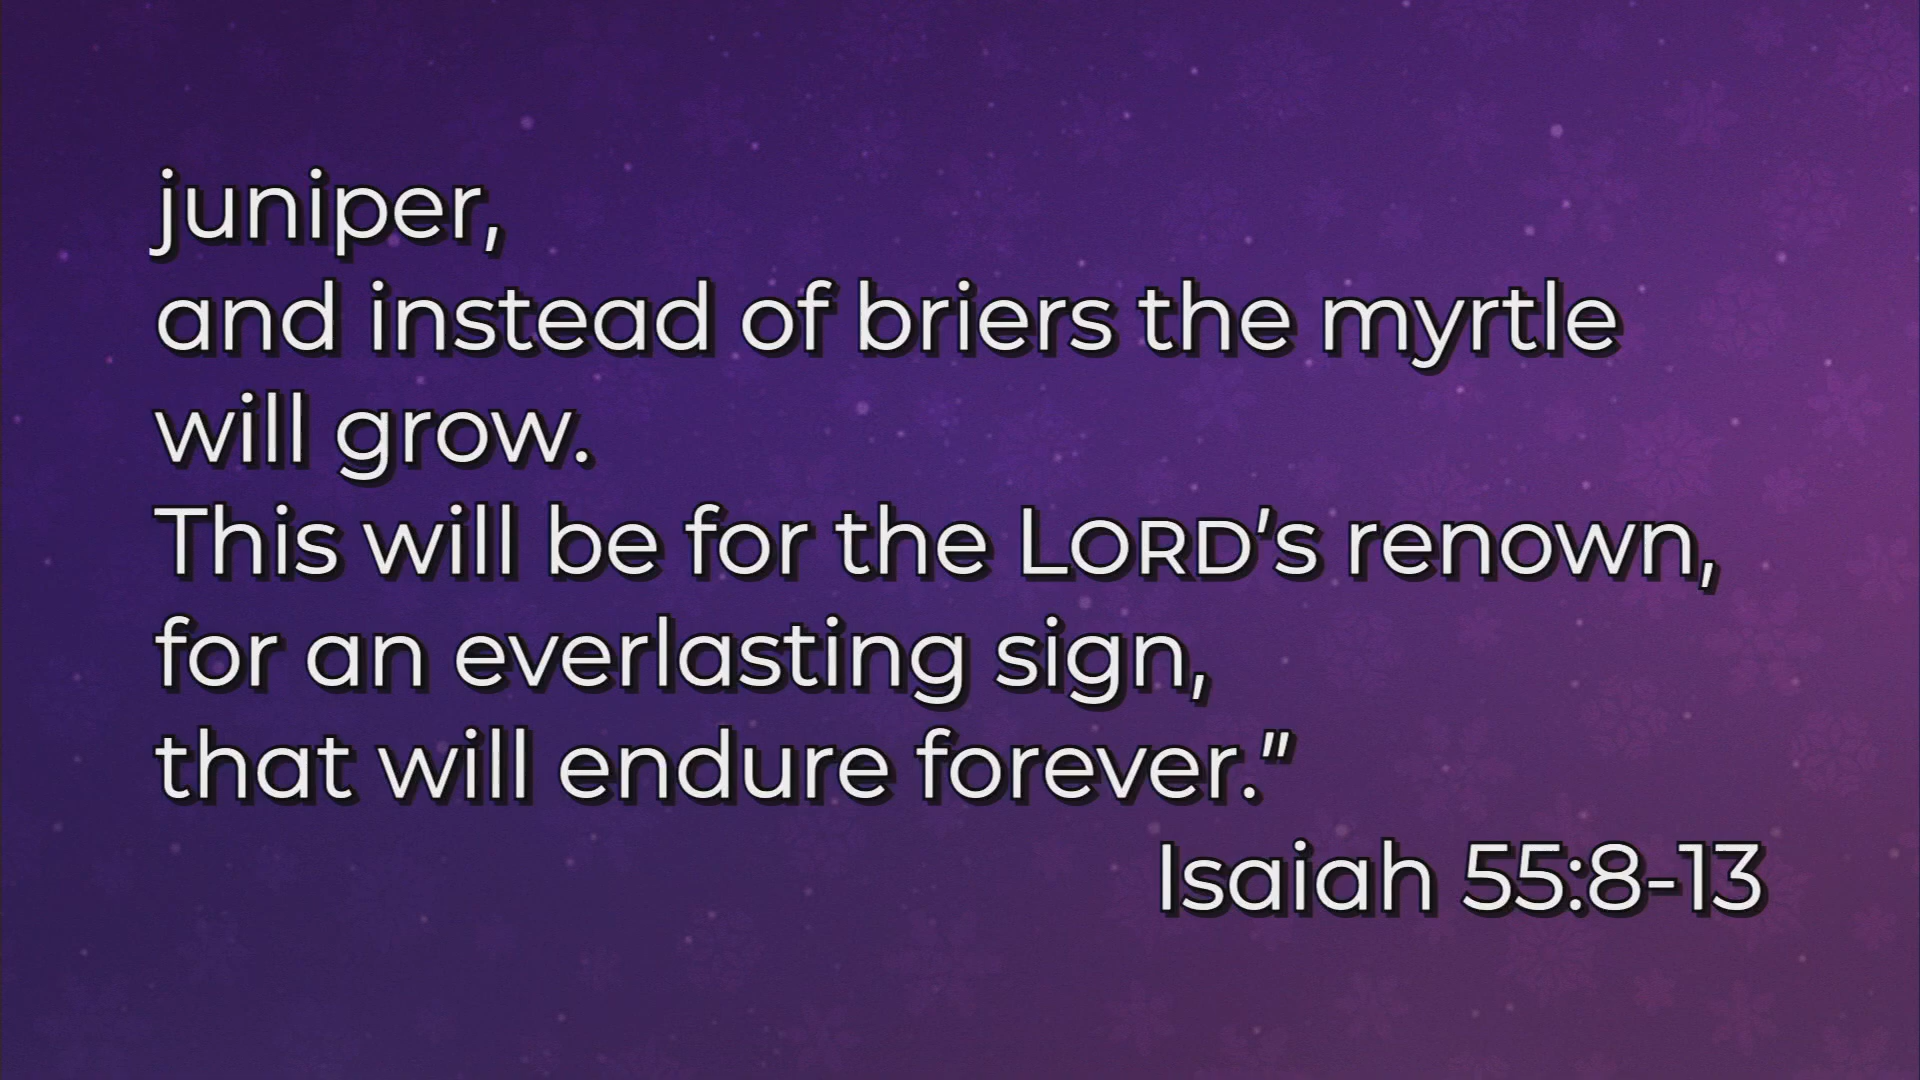 juniper,
and instead of briers the myrtle
will grow.
This will be for the LORD’s renown,
for an everlasting sign,
that will endure forever.”
Isaiah 55:8-13